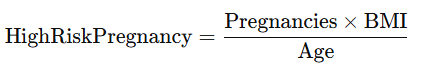 HighRiskPregnancy = Pregnancies × BMI / Age